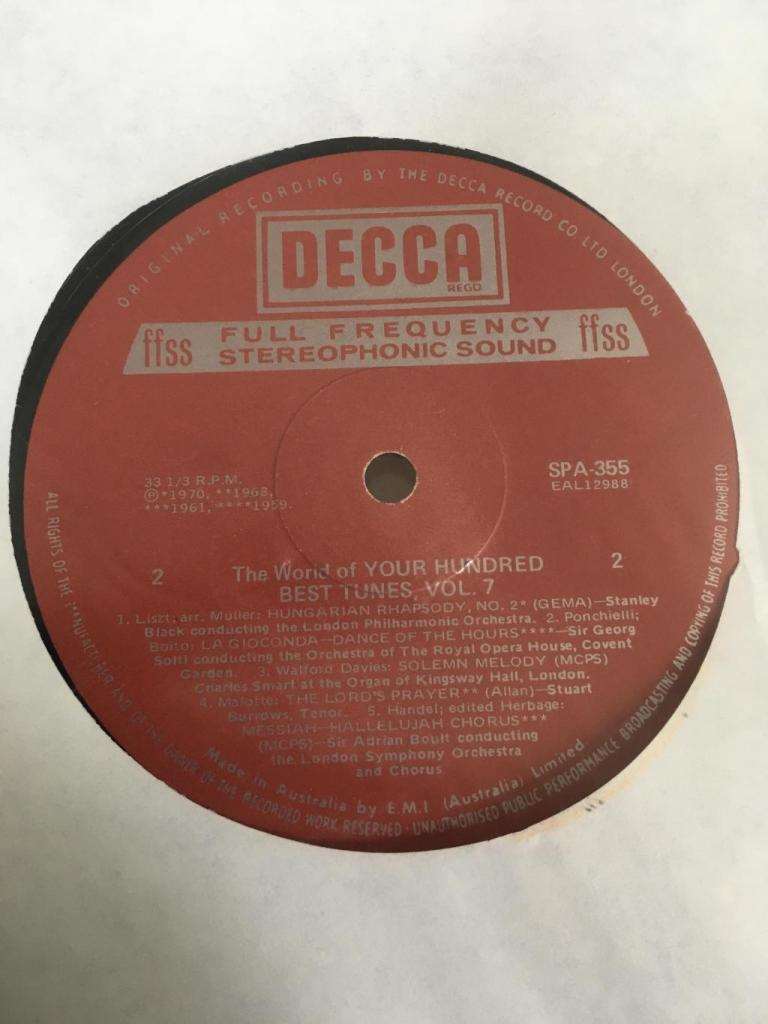 ORIGINAL RECORDING BY THE DECCA RECORD CO LTD LONDON
DECCA
REGD
ffss FULL FREQUENCY ffss
STEREOPHONIC SOUND
33 1/3 R.P.M.
℗*1970, **1968,
***1961, ****1959.
SPA-355
EAL12988
2 The World of YOUR HUNDRED 2
BEST TUNES, VOL. 7
1. Liszt, arr. Muller: HUNGARIAN RHAPSODY, NO. 2* (GEMA)—Stanley
Black conducting the London Philharmonic Orchestra. 2. Ponchielli;
Boito: LA GIOCONDA—DANCE OF THE HOURS****—Sir Georg
Solti conducting the Orchestra of The Royal Opera House, Covent
Garden. 3. Walford Davies: SOLEMN MELODY (MCPS)
Charles Smart at the Organ of Kingsway Hall, London.
4. Malotte: THE LORD'S PRAYER** (Allan)—Stuart
Burrows, Tenor. 5. Handel; edited Herbage:
MESSIAH—HALLELUJAH CHORUS***
(MCPS)—Sir Adrian Boult conducting
the London Symphony Orchestra
and Chorus
Made in Australia by E.M.I. (Australia) Limited
ALL RIGHTS OF THE MANUFACTURER AND OF THE OWNER OF THE RECORDED WORK RESERVED · UNAUTHORISED PUBLIC PERFORMANCE BROADCASTING AND COPYING OF THIS RECORD PROHIBITED